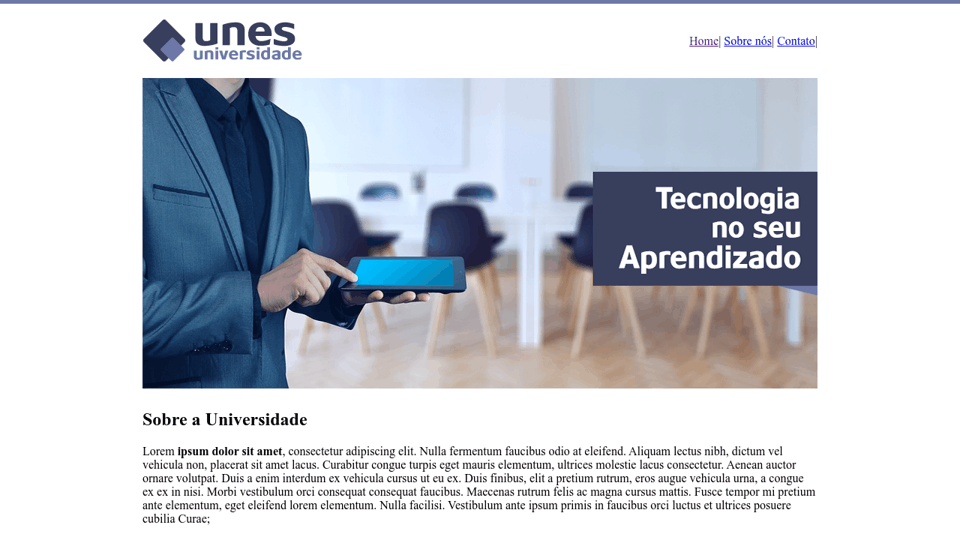 unes
universidade
Home| Sobre nós| Contato|
Tecnologia
no seu
Aprendizado
Sobre a Universidade
Lorem ipsum dolor sit amet, consectetur adipiscing elit. Nulla fermentum faucibus odio at eleifend. Aliquam lectus nibh, dictum vel
vehicula non, placerat sit amet lacus. Curabitur congue turpis eget mauris elementum, ultrices molestie lacus consectetur. Aenean auctor
ornare volutpat. Duis a enim interdum ex vehicula cursus ut eu ex. Duis finibus, elit a pretium rutrum, eros augue vehicula urna, a congue
ex ex in nisi. Morbi vestibulum orci consequat consequat faucibus. Maecenas rutrum felis ac magna cursus mattis. Fusce tempor mi pretium
ante elementum, eget eleifend lorem elementum. Nulla facilisi. Vestibulum ante ipsum primis in faucibus orci luctus et ultrices posuere
cubilia Curae;